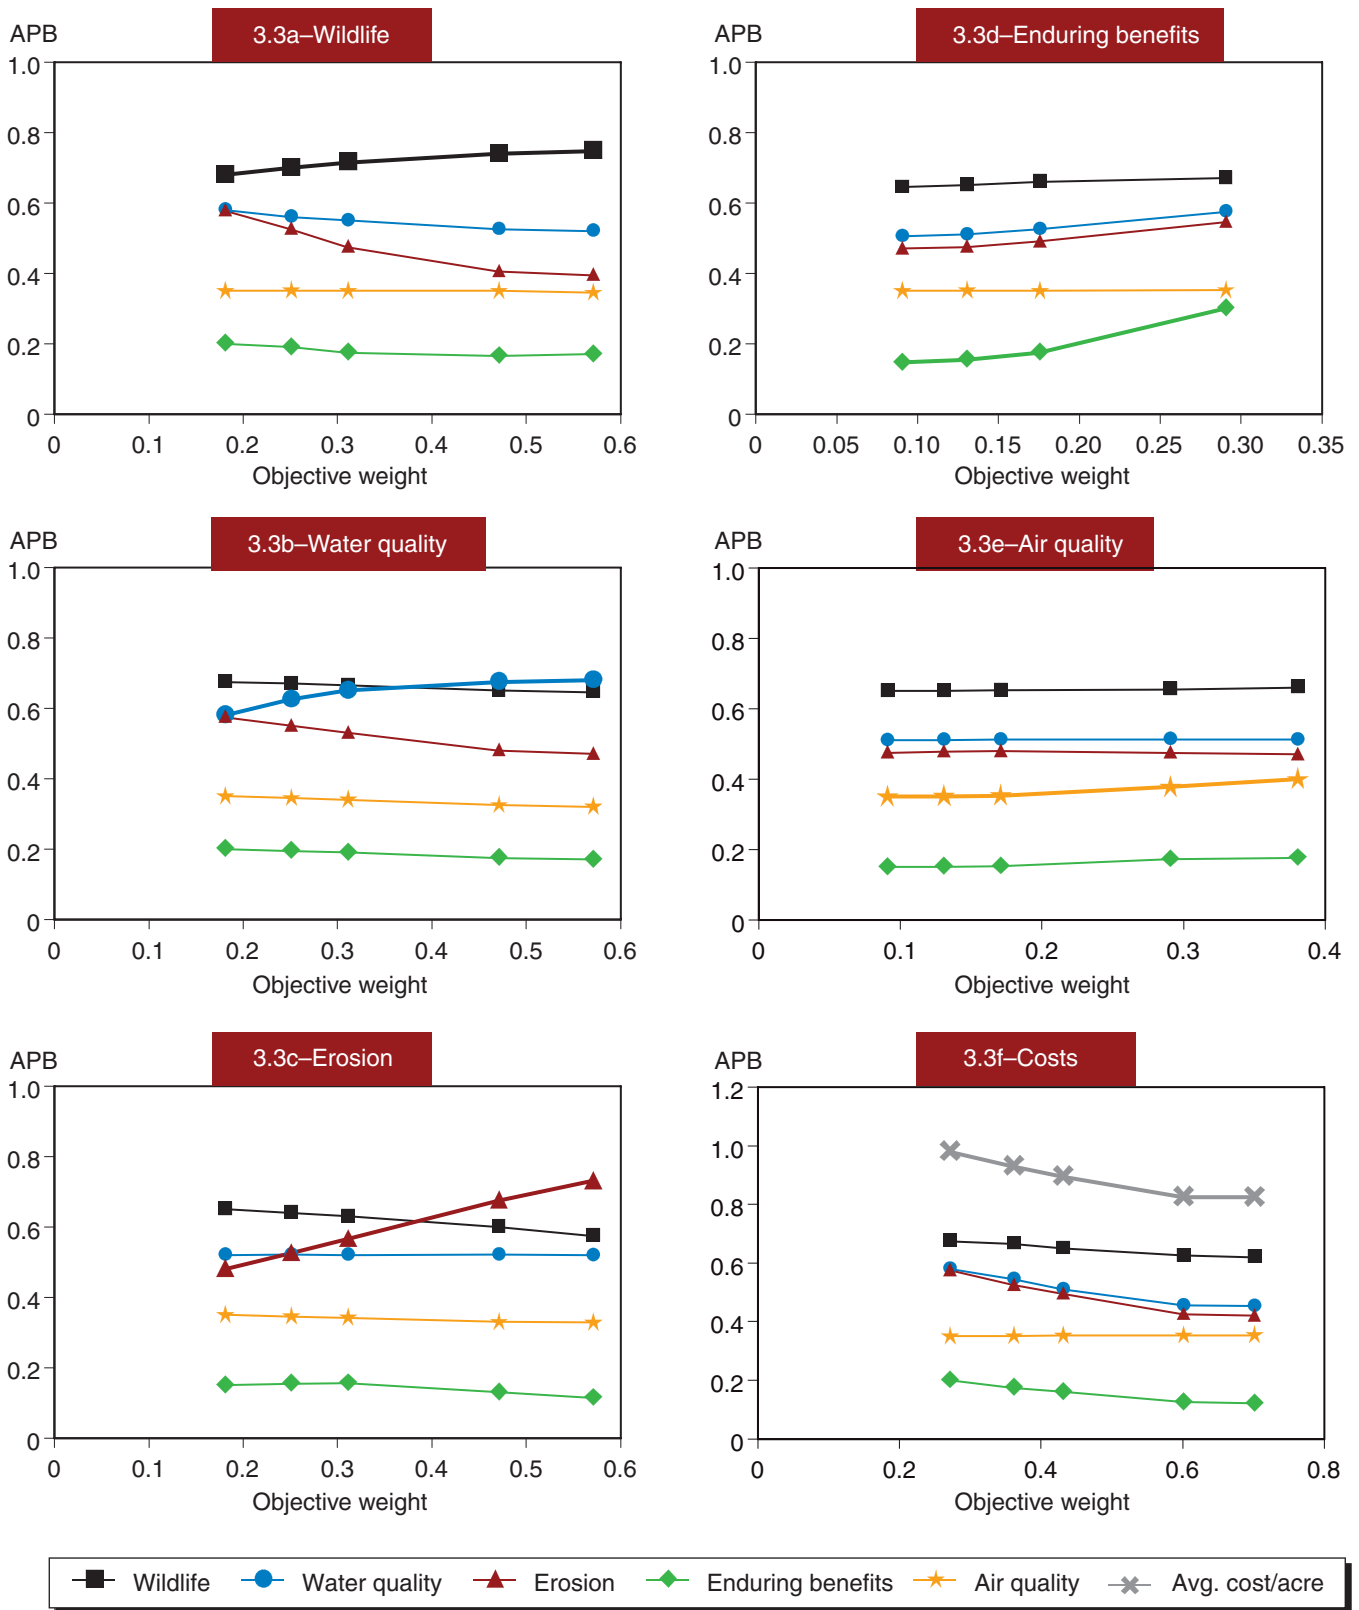 3.3a–Wildlife
APB
1.0
0.8
0.6
0.4
0.2
0
0 0.1 0.2 0.3 0.4 0.5 0.6
Objective weight
3.3d–Enduring benefits
APB
1.0
0.8
0.6
0.4
0.2
0
0 0.05 0.10 0.15 0.20 0.25 0.30 0.35
Objective weight
3.3b–Water quality
APB
1.0
0.8
0.6
0.4
0.2
0
0 0.1 0.2 0.3 0.4 0.5 0.6
Objective weight
3.3e–Air quality
APB
1.0
0.8
0.6
0.4
0.2
0
0 0.1 0.2 0.3 0.4
Objective weight
3.3c–Erosion
APB
1.0
0.8
0.6
0.4
0.2
0
0 0.1 0.2 0.3 0.4 0.5 0.6
Objective weight
3.3f–Costs
APB
1.2
1.0
0.8
0.6
0.4
0.2
0
0 0.2 0.4 0.6 0.8
Objective weight
Wildlife Water quality Erosion Enduring benefits Air quality Avg. cost/acre